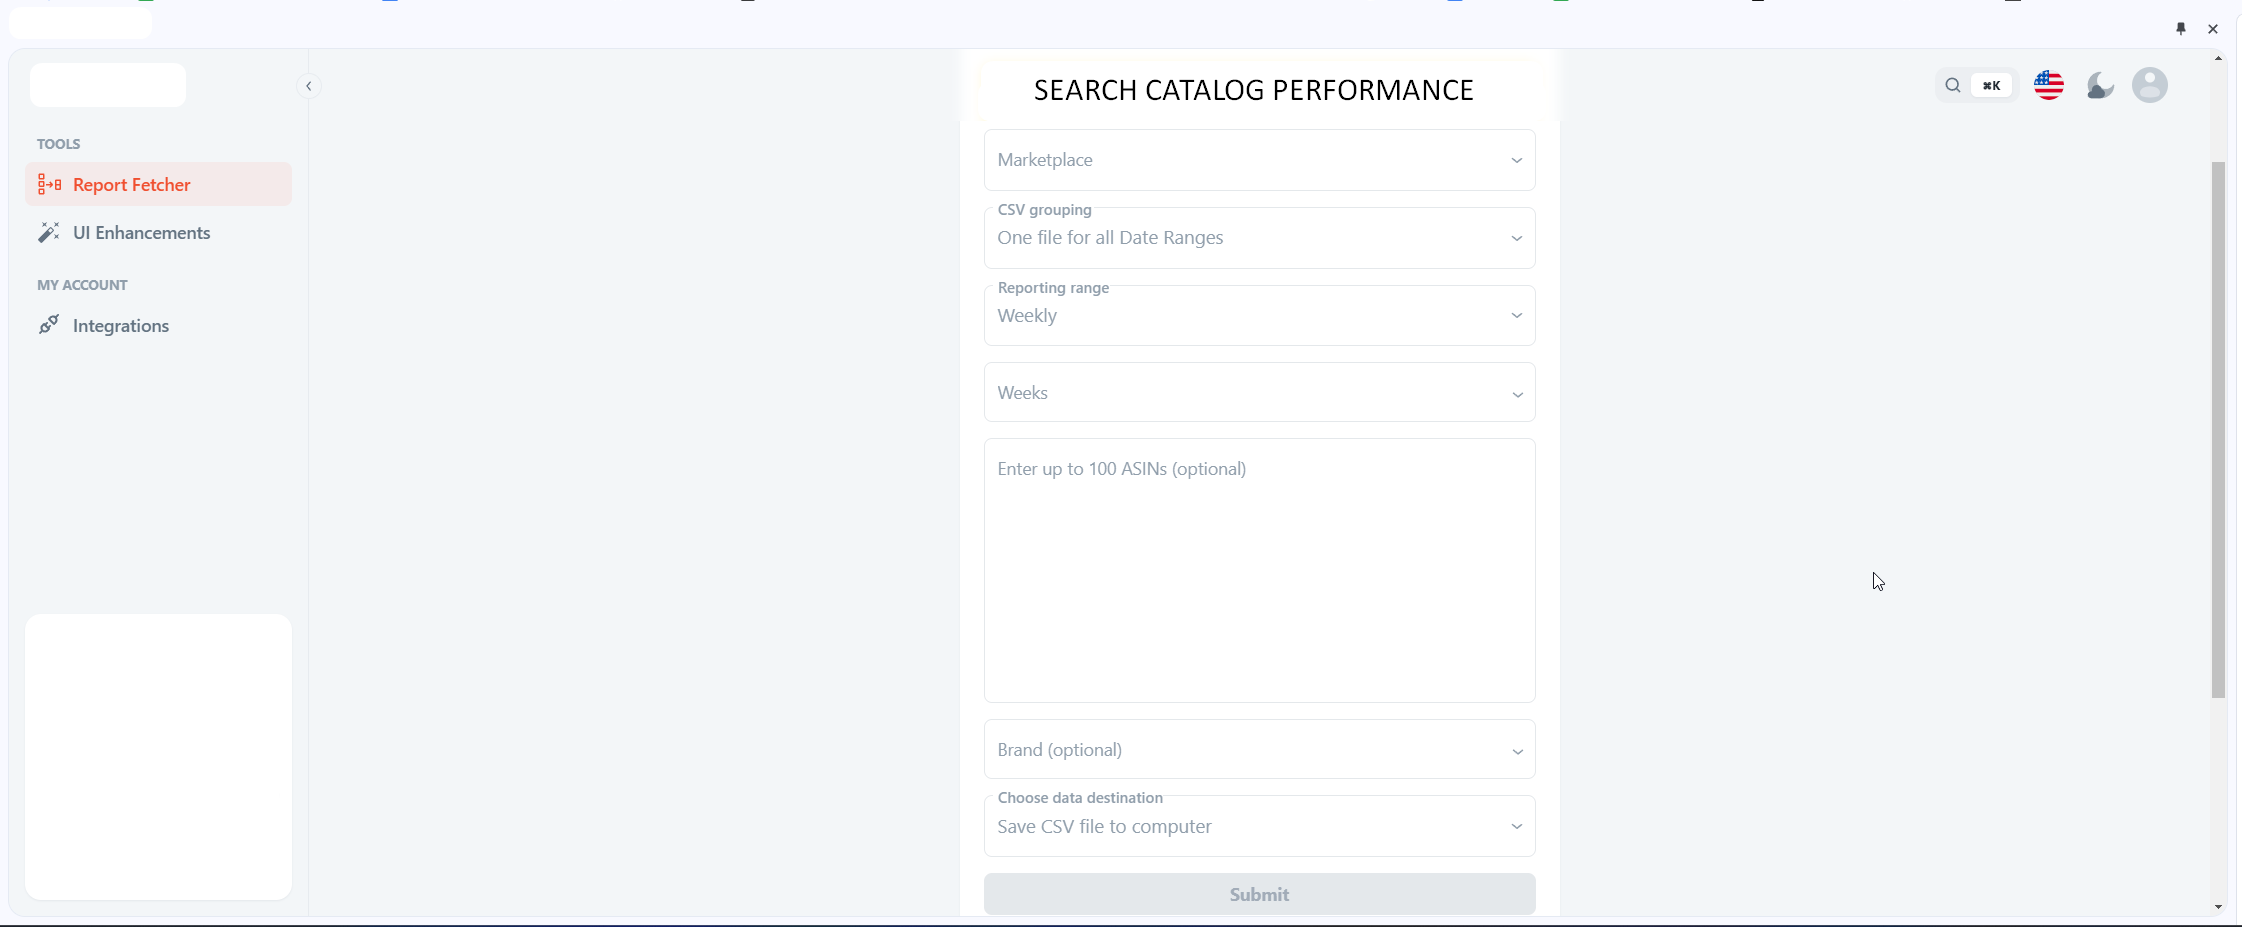 SEARCH CATALOG PERFORMANCE
⌘K
TOOLS
Report Fetcher
UI Enhancements
MY ACCOUNT
Integrations
Marketplace
CSV grouping
One file for all Date Ranges
Reporting range
Weekly
Weeks
Enter up to 100 ASINs (optional)
Brand (optional)
Choose data destination
Save CSV file to computer
Submit